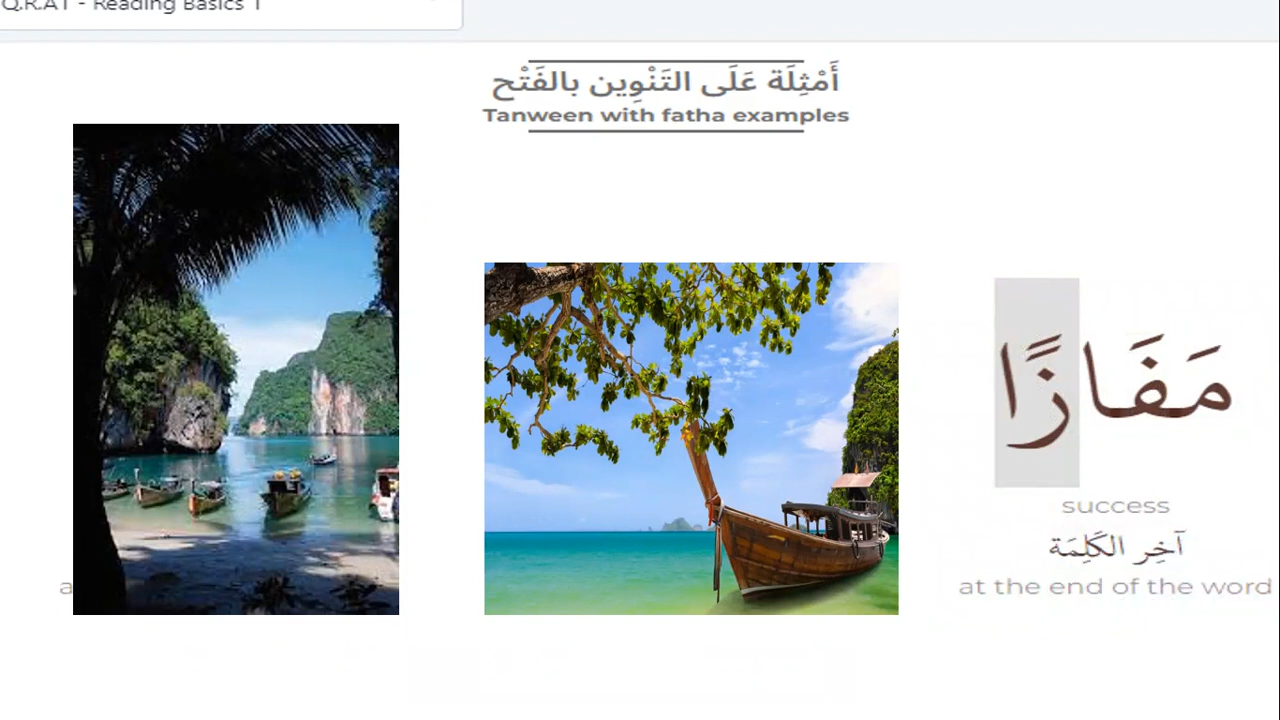 Q.R.A.T - Reading Basics 1
أَمْثِلَة عَلَى التَنْوِين بالفَتْح
Tanween with fatha examples
مَفَازًا
success
آخِر الكَلِمَة
at the end of the word